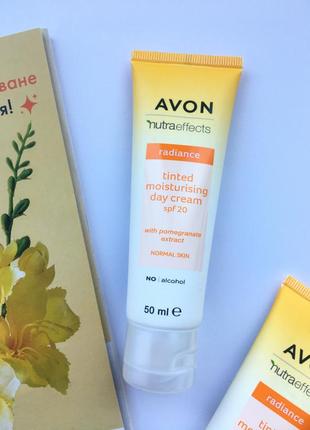 ване
я!
AVON
nutraeffects
radiance
tinted
moisturising
day cream
spf 20
with pomegranate
extract
NORMAL SKIN
NO alcohol
50 ml e
AVON
nutraeffects
radiance